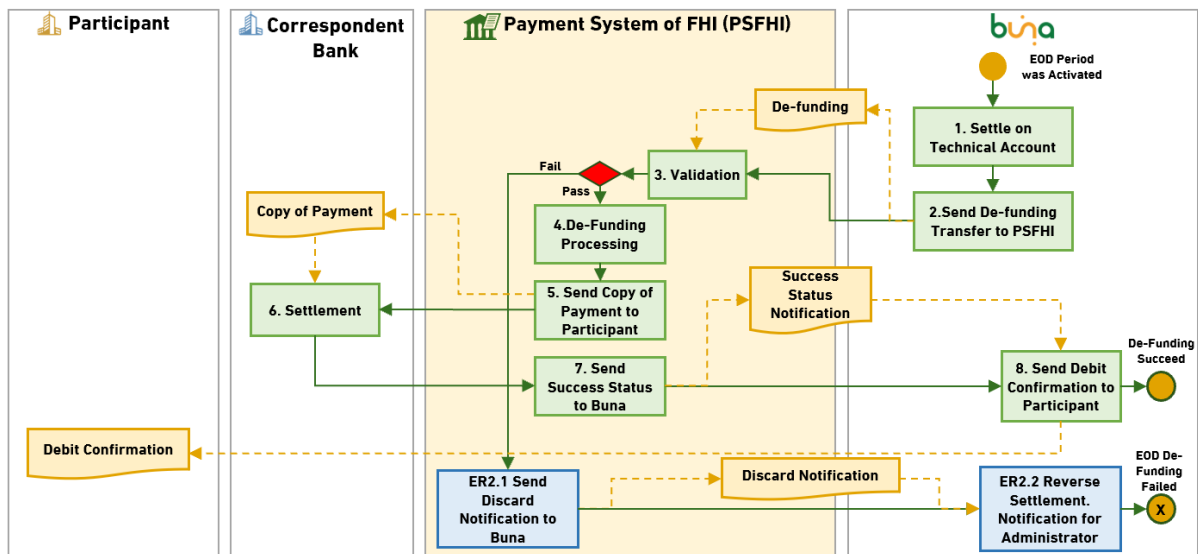 Participant
Correspondent
Bank
Payment System of FHI (PSFHI)
buna
EOD Period
was Activated
De-funding
1. Settle on
Technical Account
Fail
3. Validation
Pass
Copy of Payment
4.De-Funding
Processing
2.Send De-funding
Transfer to PSFHI
Success
Status
Notification
6. Settlement
5. Send Copy of
Payment to
Participant
De-Funding
Succeed
7. Send
Success Status
to Buna
8. Send Debit
Confirmation to
Participant
Debit Confirmation
Discard Notification
EOD De-
Funding
Failed
ER2.1 Send
Discard
Notification to
Buna
ER2.2 Reverse
Settlement.
Notification for
Administrator
X